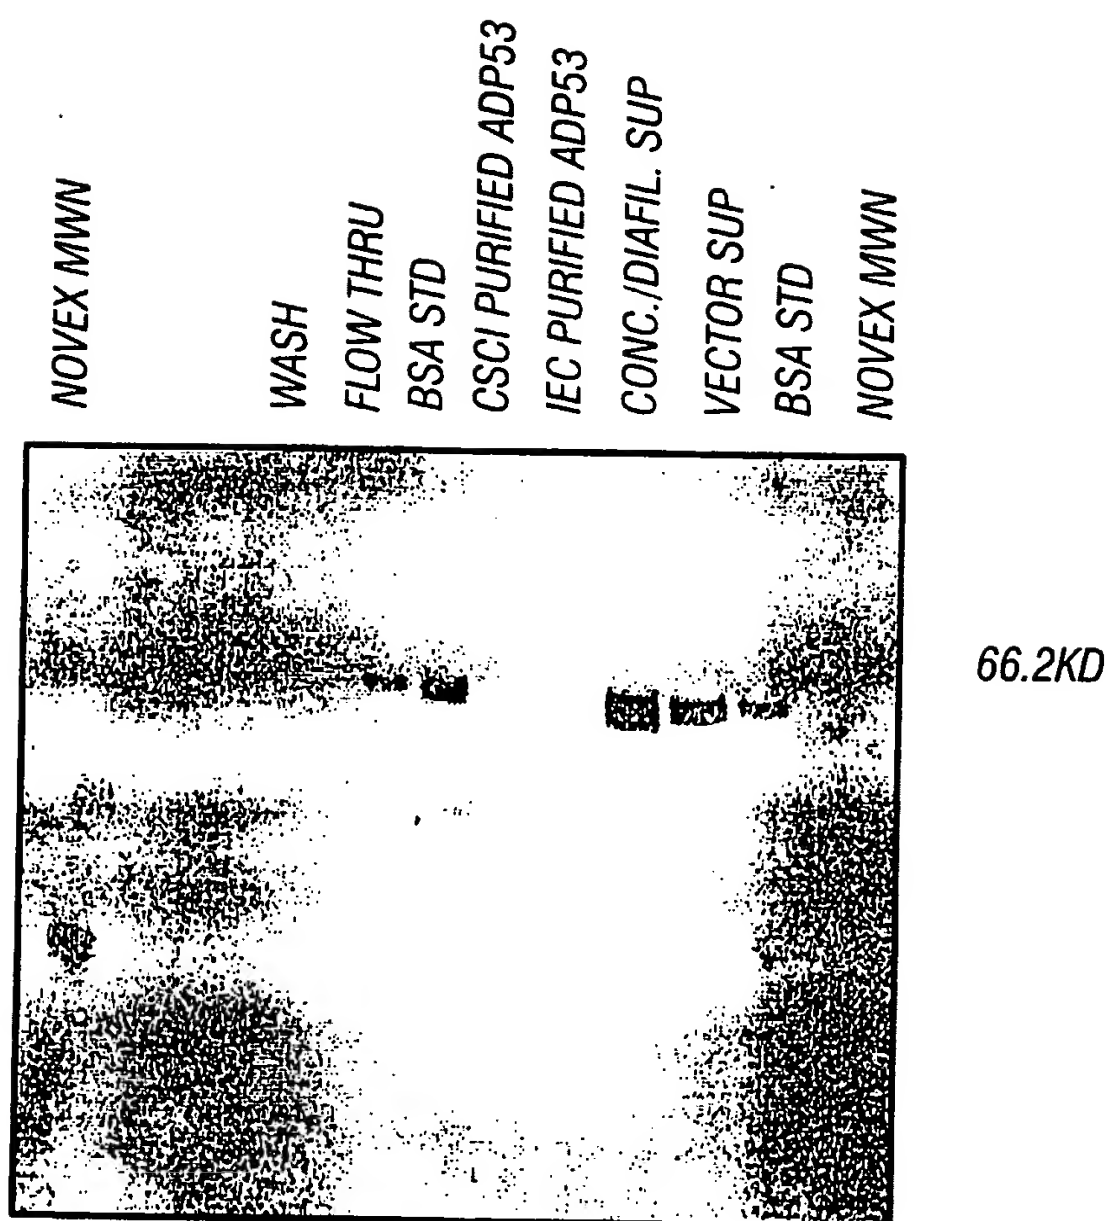 NOVEX MWN
WASH
FLOW THRU
BSA STD
CSCI PURIFIED ADP53
IEC PURIFIED ADP53
CONC./DIAFIL. SUP
VECTOR SUP
BSA STD
NOVEX MWN
66.2KD